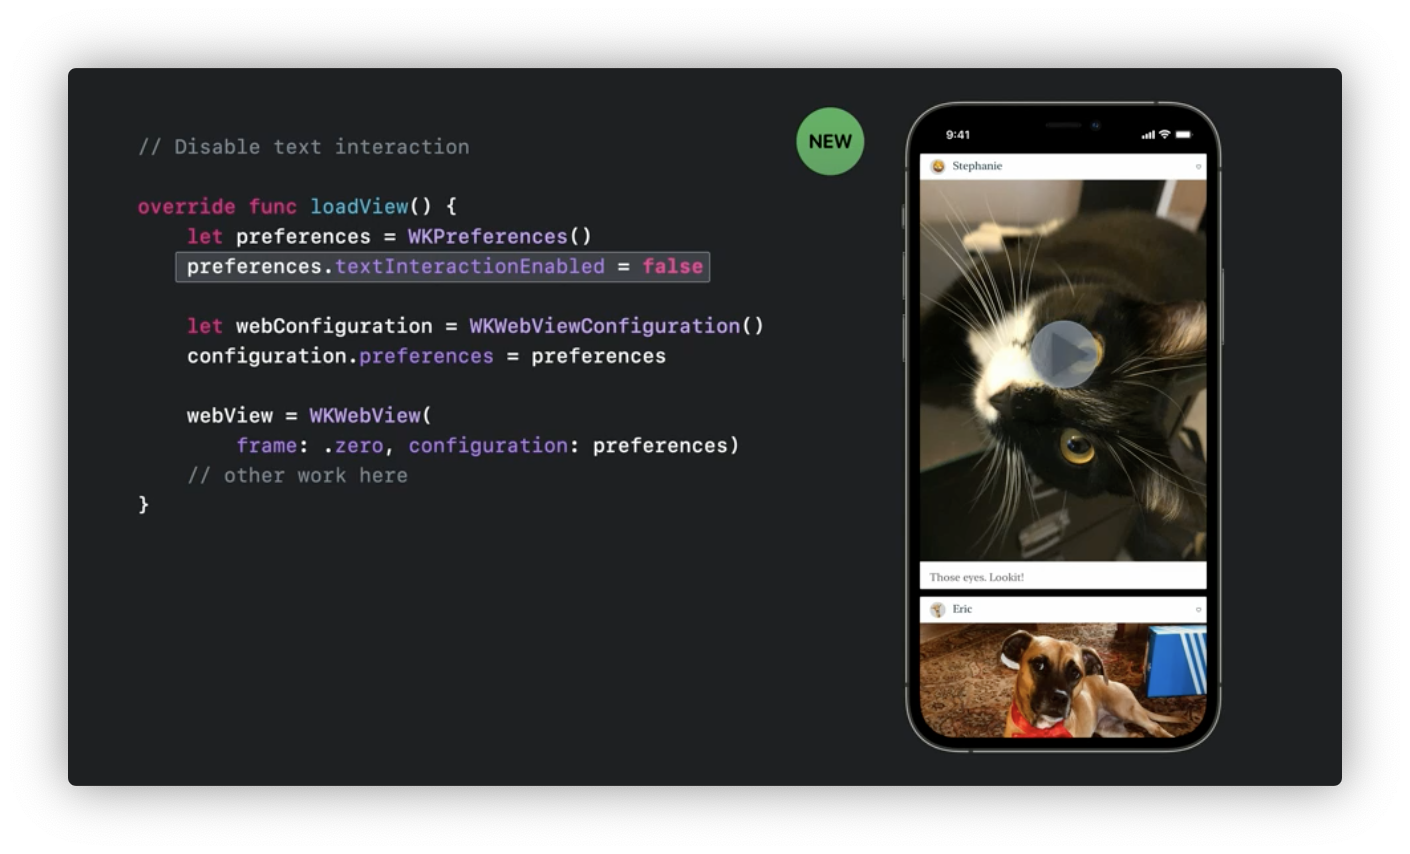 // Disable text interaction
override func loadView() {
let preferences = WKPreferences()
preferences.textInteractionEnabled = false
let webConfiguration = WKWebViewConfiguration()
configuration.preferences = preferences
webView = WKWebView(
frame: .zero, configuration: preferences)
// other work here
}
NEW
9:41
Stephanie
Those eyes. Lookit!
Eric